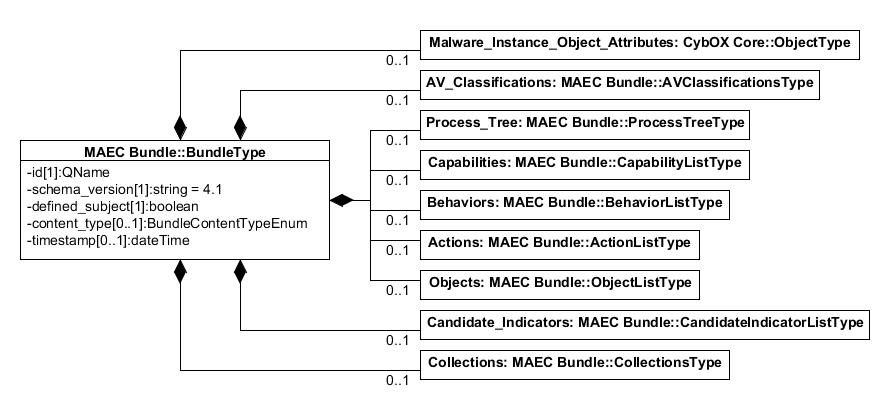 Malware_Instance_Object_Attributes: CybOX Core::ObjectType
0..1
AV_Classifications: MAEC Bundle::AVClassificationsType
0..1
Process_Tree: MAEC Bundle::ProcessTreeType
0..1
MAEC Bundle::BundleType
-id[1]:QName
-schema_version[1]:string = 4.1
-defined_subject[1]:boolean
-content_type[0..1]:BundleContentTypeEnum
-timestamp[0..1]:dateTime
Capabilities: MAEC Bundle::CapabilityListType
0..1
Behaviors: MAEC Bundle::BehaviorListType
0..1
Actions: MAEC Bundle::ActionListType
0..1
Objects: MAEC Bundle::ObjectListType
0..1
Candidate_Indicators: MAEC Bundle::CandidateIndicatorListType
0..1
Collections: MAEC Bundle::CollectionsType
0..1